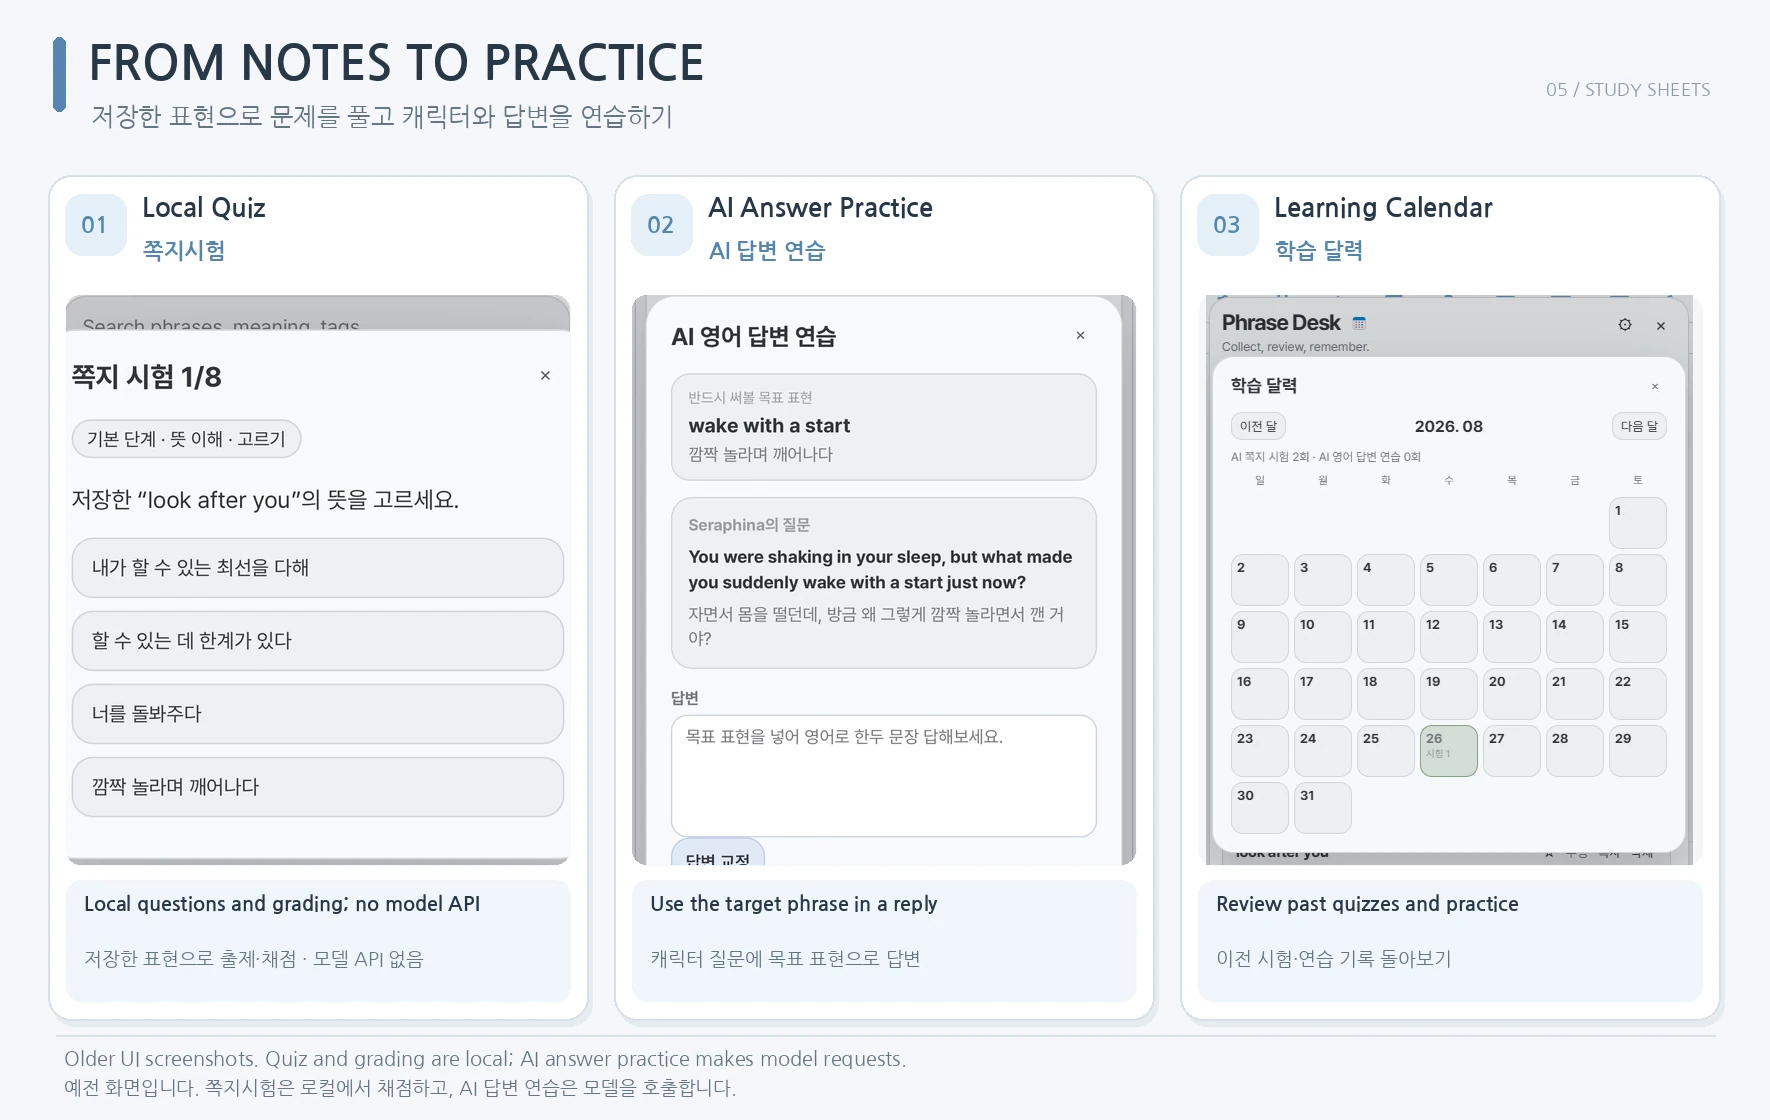 FROM NOTES TO PRACTICE
저장한 표현으로 문제를 풀고 캐릭터와 답변을 연습하기
05 / STUDY SHEETS
01
Local Quiz
쪽지시험
Search phrases, meaning, tags
쪽지 시험 1/8
×
기본 단계 · 뜻 이해 · 고르기
저장한 “look after you”의 뜻을 고르세요.
내가 할 수 있는 최선을 다해
할 수 있는 데 한계가 있다
너를 돌봐주다
깜짝 놀라며 깨어나다
Local questions and grading; no model API
저장한 표현으로 출제·채점 · 모델 API 없음
02
AI Answer Practice
AI 답변 연습
AI 영어 답변 연습
×
반드시 써볼 목표 표현
wake with a start
깜짝 놀라며 깨어나다
Seraphina의 질문
You were shaking in your sleep, but what made
you suddenly wake with a start just now?
자면서 몸을 떨던데, 방금 왜 그렇게 깜짝 놀라면서 깬 거
야?
답변
목표 표현을 넣어 영어로 한두 문장 답해보세요.
답변 교정
Use the target phrase in a reply
캐릭터 질문에 목표 표현으로 답변
03
Learning Calendar
학습 달력
Phrase Desk
×
Collect, review, remember.
학습 달력
×
이전 달
2026. 08
다음 달
AI 쪽지 시험 2회 · AI 영어 답변 연습 0회
일 월 화 수 목 금 토
1
2 3 4 5 6 7 8
9 10 11 12 13 14 15
16 17 18 19 20 21 22
23 24 25 26 27 28 29
시험 1
30 31
look after you
Review past quizzes and practice
이전 시험·연습 기록 돌아보기
Older UI screenshots. Quiz and grading are local; AI answer practice makes model requests.
예전 화면입니다. 쪽지시험은 로컬에서 채점하고, AI 답변 연습은 모델을 호출합니다.